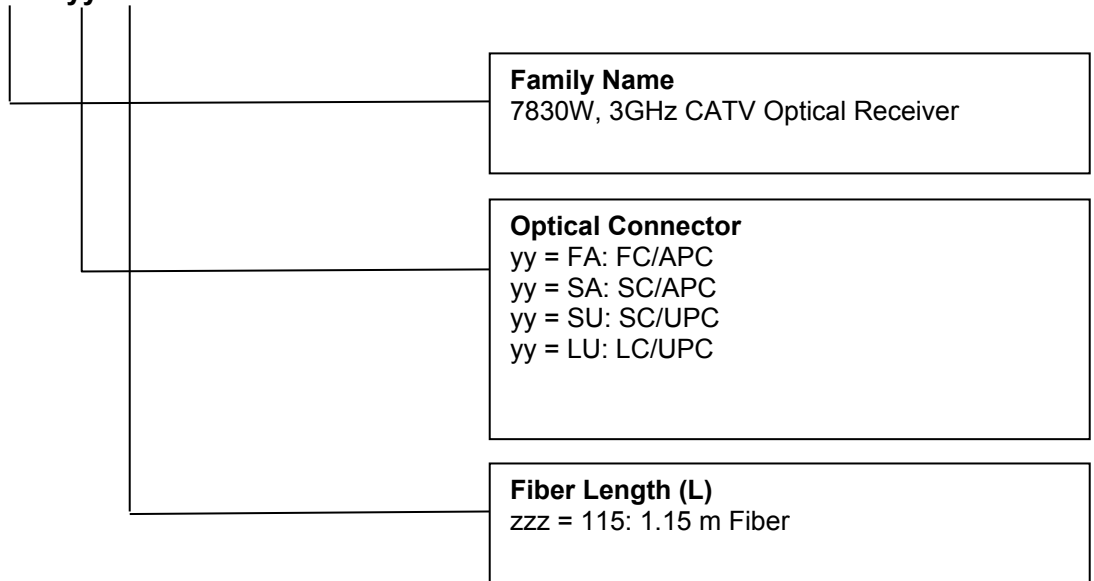 Family Name
7830W, 3GHz CATV Optical Receiver
Optical Connector
yy = FA: FC/APC
yy = SA: SC/APC
yy = SU: SC/UPC
yy = LU: LC/UPC
Fiber Length (L)
zzz = 115: 1.15 m Fiber